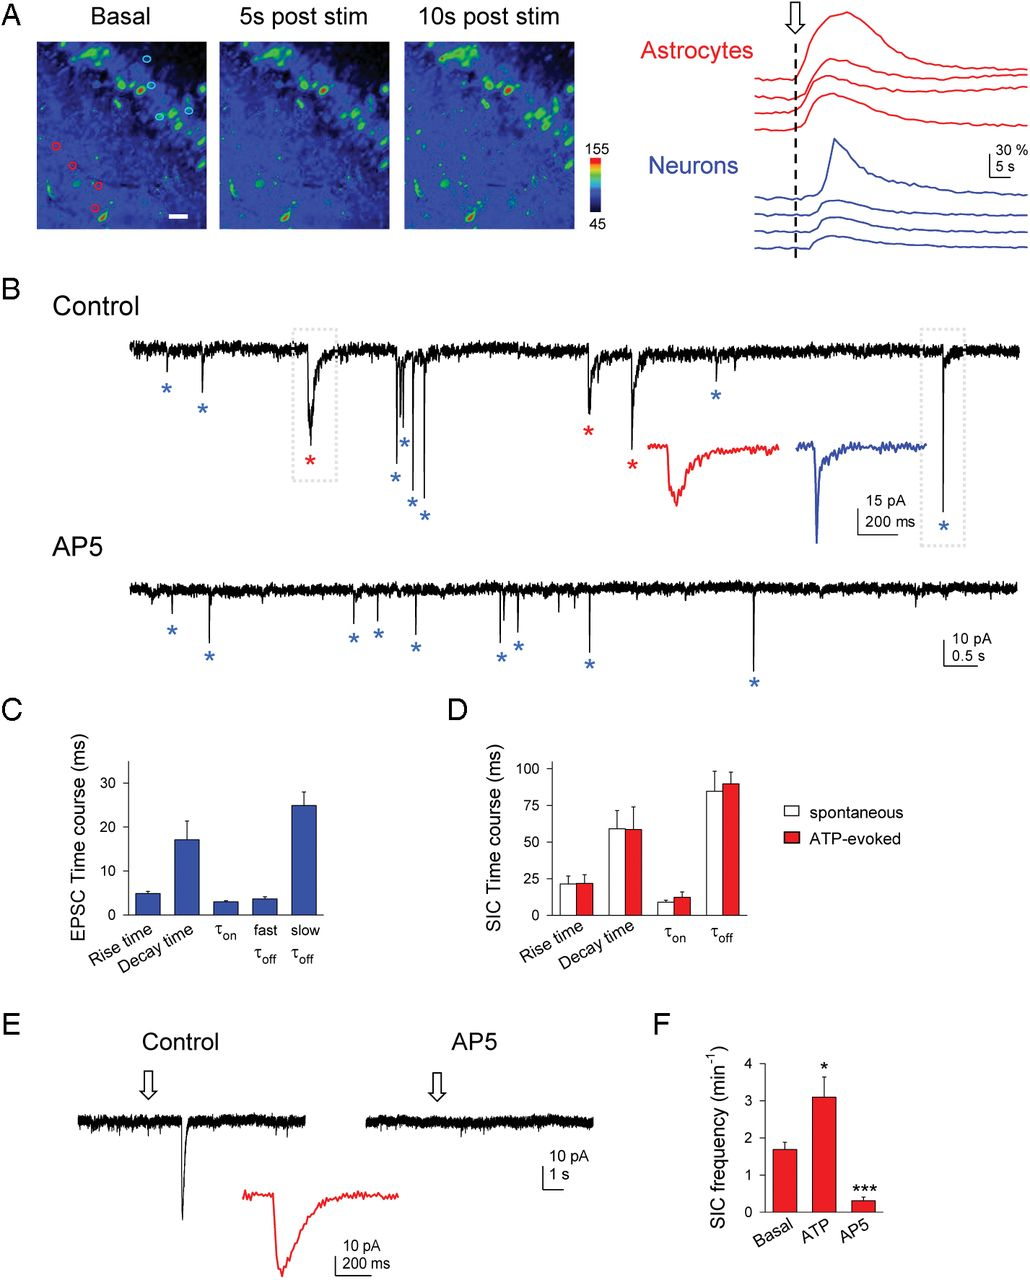 A
Basal
5s post stim
10s post stim
155
45
Astrocytes
Neurons
30 %
5 s
B
Control
*
*
*
*
*
*
*
*
*
*
*
*
15 pA
200 ms
AP5
*
*
*
*
*
*
*
*
*
10 pA
0.5 s
C
EPSC Time course (ms)
30
20
10
0
Rise time
Decay time
τon
fast
τoff
slow
τoff
D
SIC Time course (ms)
100
75
50
25
0
Rise time
Decay time
τon
τoff
spontaneous
ATP-evoked
E
Control
AP5
10 pA
1 s
10 pA
200 ms
F
SIC frequency (min⁻¹)
4
3
2
1
0
*
***
Basal
ATP
AP5